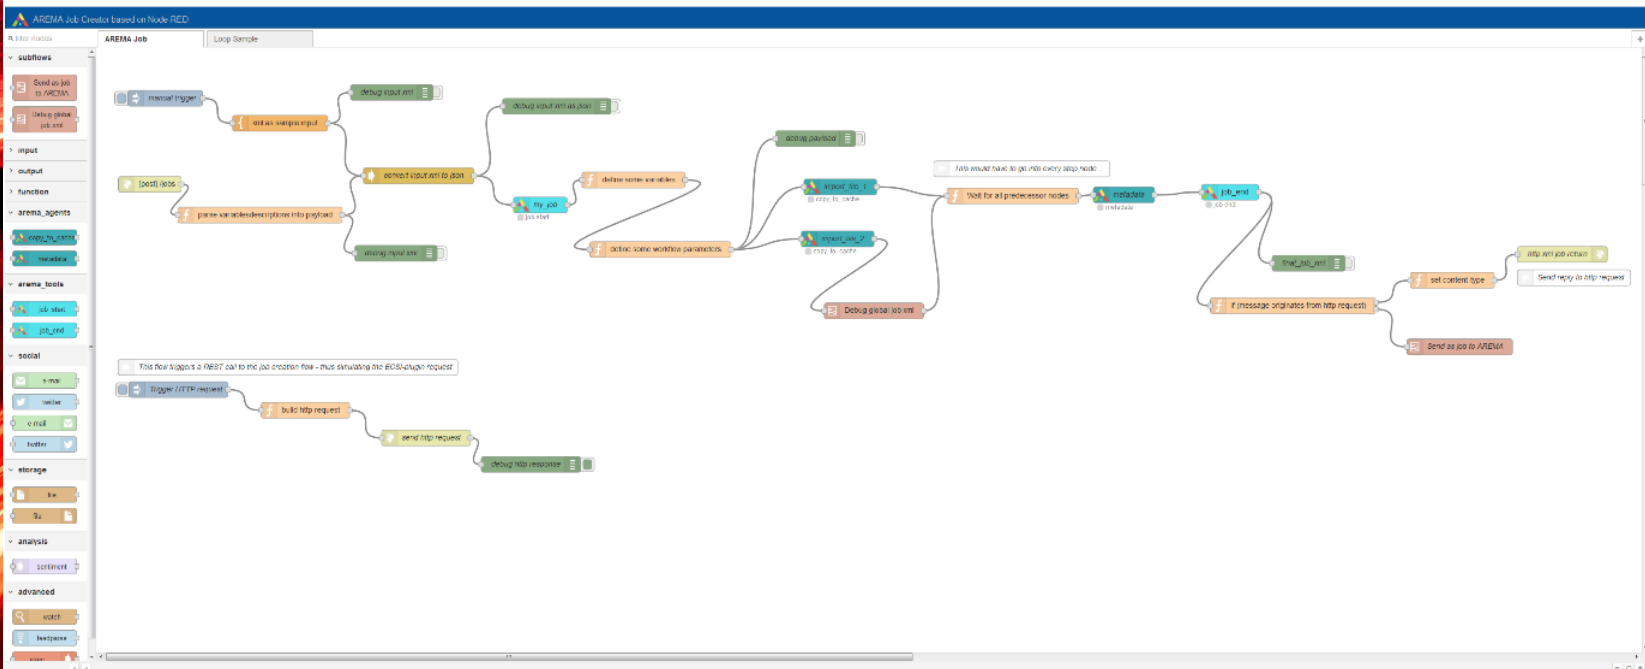 AREMA Job Creator based on Node RED
filter nodes
AREMA Job
Loop Sample
subflows
Send as job
to AREMA
Debug global
job xml
input
output
function
arema_agents
copy_to_cache
metadata
arema_tools
job_start
job_end
social
e-mail
twitter
e-mail
twitter
storage
file
file
analysis
sentiment
advanced
watch
feedparse
manual trigger
debug input xml
xml as sample input
[post] /jobs
parse variablesdescriptions into payload
convert input xml to json
debug input xml
debug input xml as json
my_job
job start
define some variables
define some workflow parameters
debug payload
copy_to_cache
copy_to_cache
Debug global job xml
This would have to go into every step node...
Wait for all predecessor nodes
metadata
metadata
job_end
job end
final_job_xml
if (message originates from http request)
set content type
http xml job return
Send reply to http request
Send as job to AREMA
This flow triggers a REST call to the job creation flow - thus simulating the ECSI-plugin request
Trigger HTTP request
build http request
send http request
debug http response